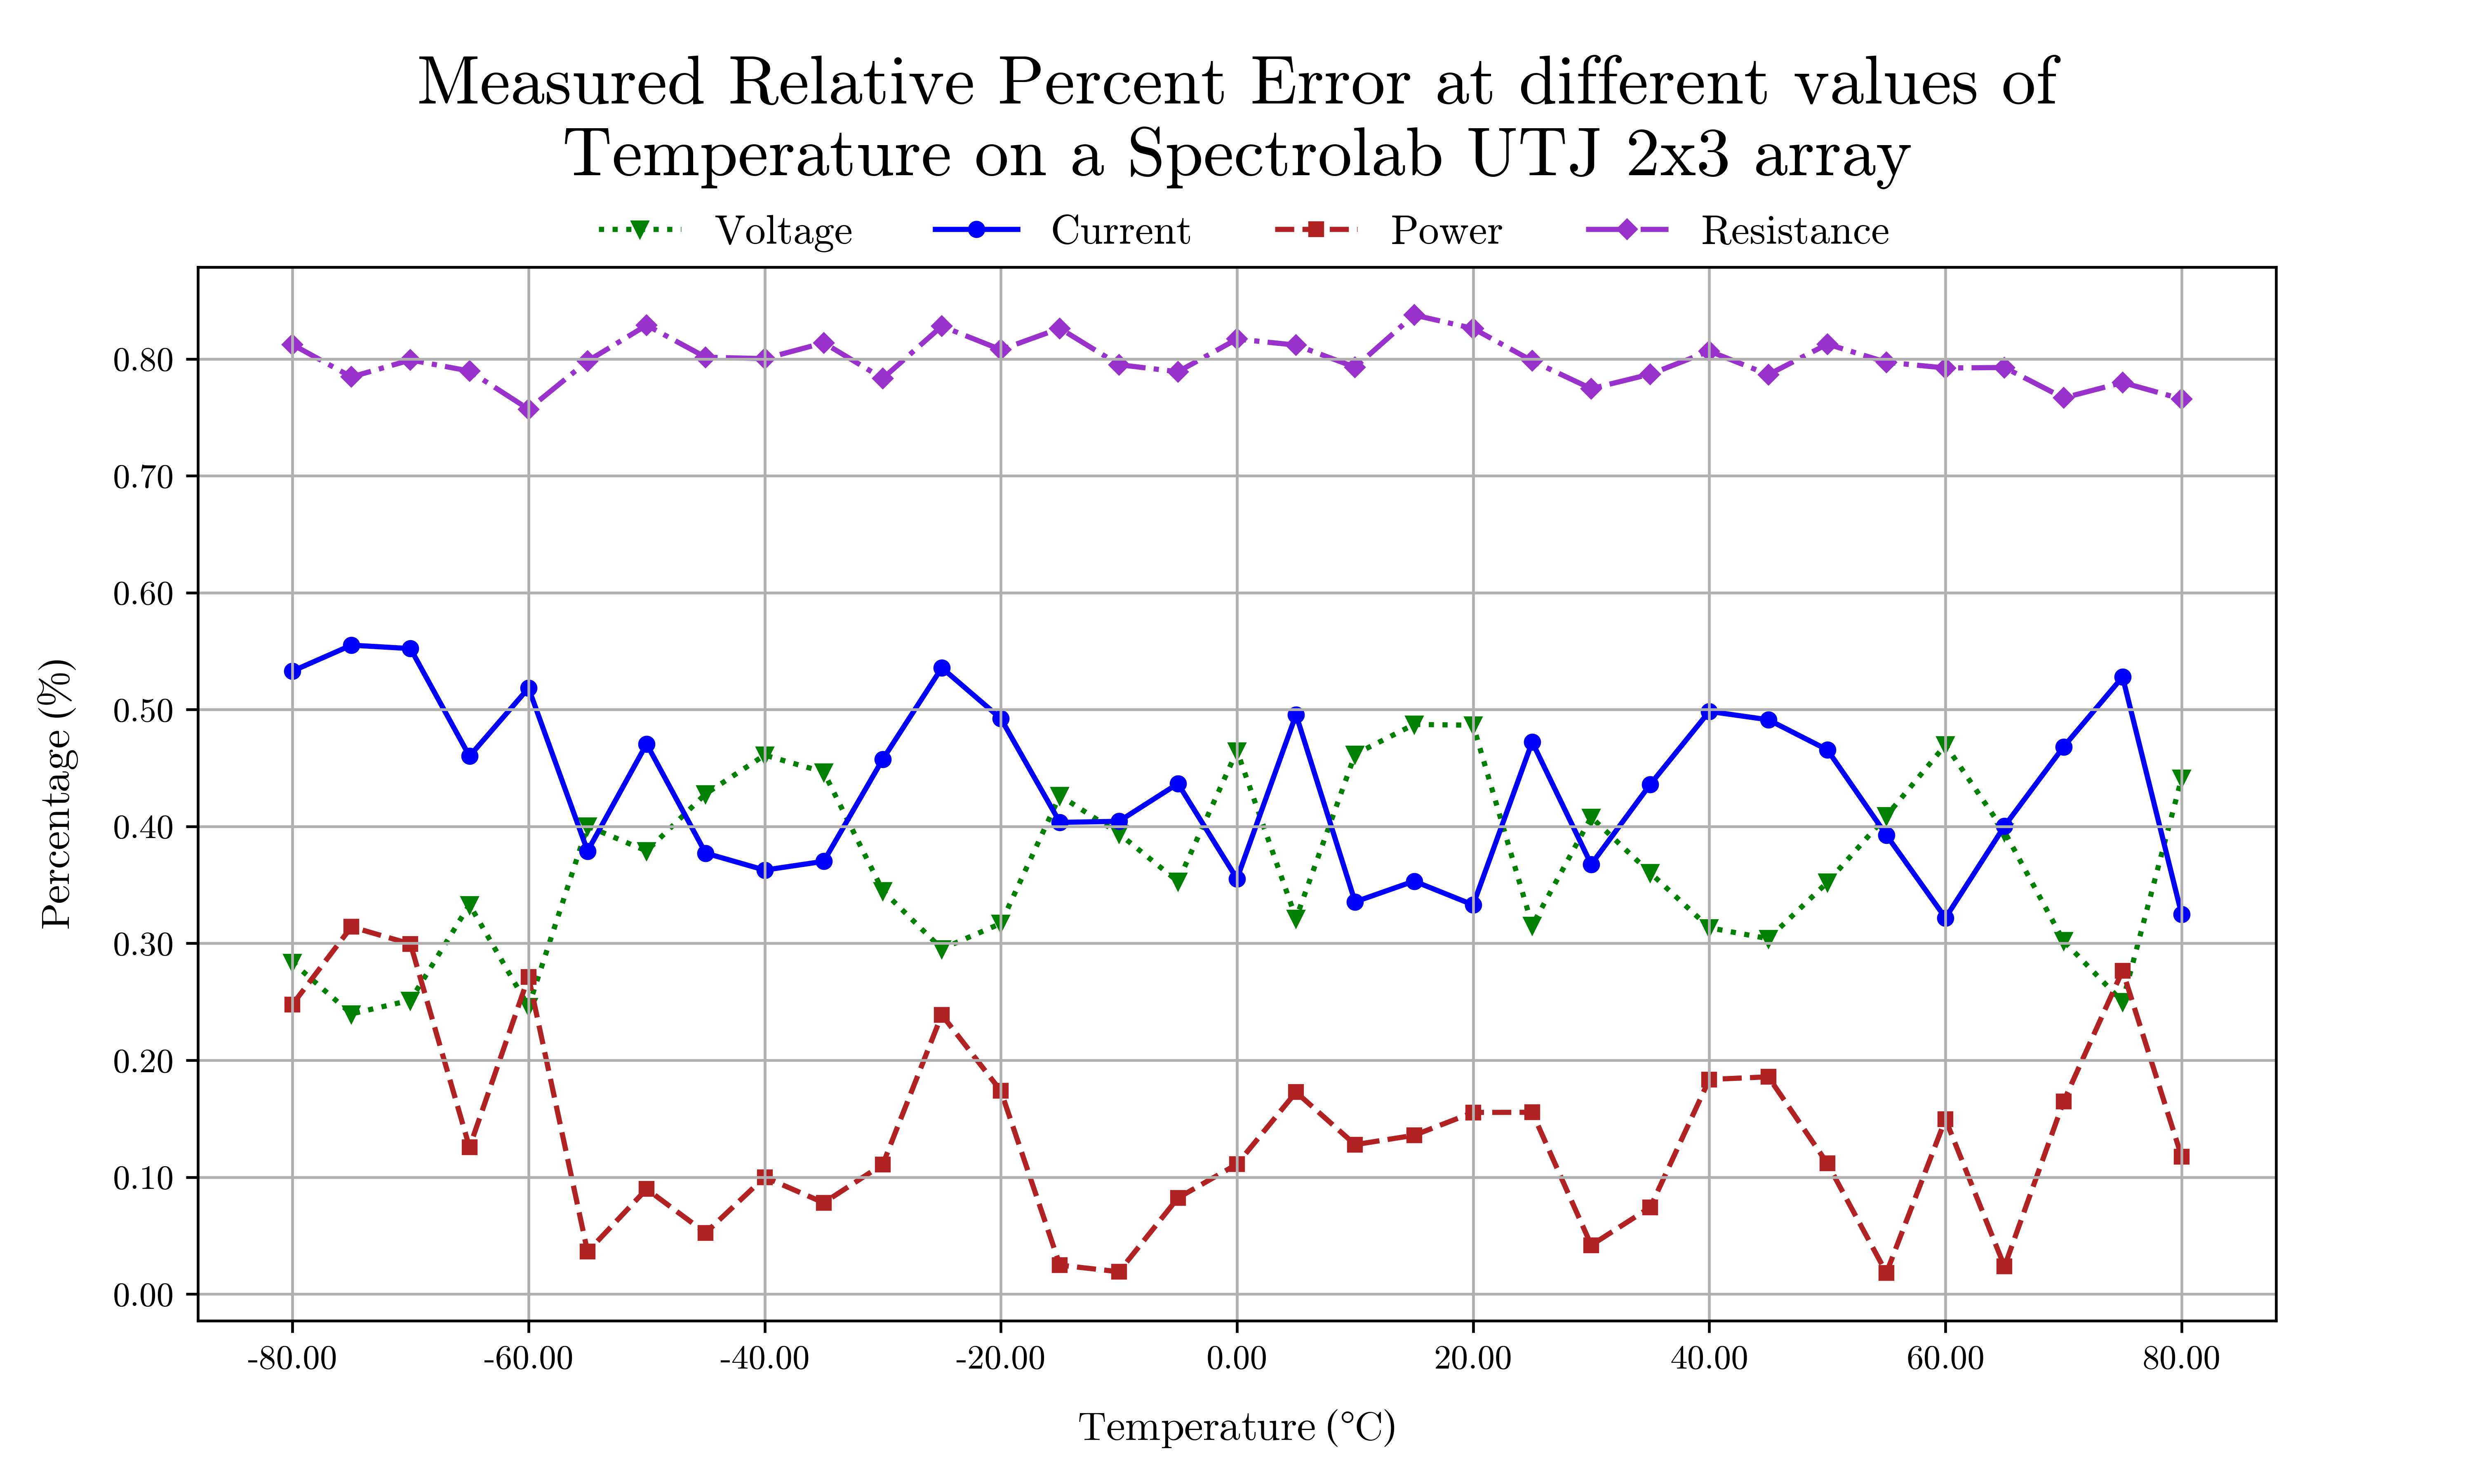 Measured Relative Percent Error at different values of
Temperature on a Spectrolab UTJ 2x3 array
Voltage Current Power Resistance
0.80
0.70
0.60
0.50
0.40
0.30
0.20
0.10
0.00
Percentage (%)
-80.00 -60.00 -40.00 -20.00 0.00 20.00 40.00 60.00 80.00
Temperature (°C)